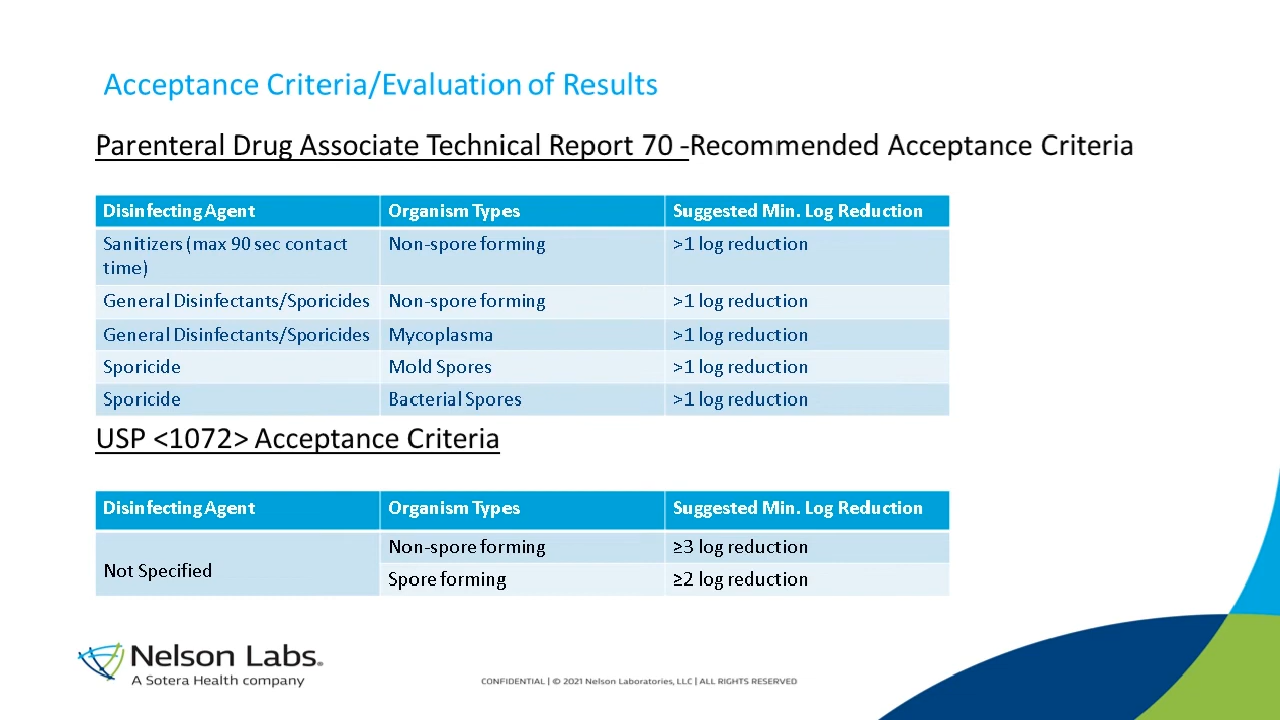 Acceptance Criteria/Evaluation of Results
Parenteral Drug Associate Technical Report 70 -Recommended Acceptance Criteria
Disinfecting Agent Organism Types Suggested Min. Log Reduction
Sanitizers (max 90 sec contact time) Non-spore forming >1 log reduction
General Disinfectants/Sporicides Non-spore forming >1 log reduction
General Disinfectants/Sporicides Mycoplasma >1 log reduction
Sporicide Mold Spores >1 log reduction
Sporicide Bacterial Spores >1 log reduction
USP <1072> Acceptance Criteria
Disinfecting Agent Organism Types Suggested Min. Log Reduction
Not Specified
Non-spore forming ≥3 log reduction
Spore forming ≥2 log reduction
Nelson Labs.
A Sotera Health company
CONFIDENTIAL | © 2021 Nelson Laboratories, LLC | ALL RIGHTS RESERVED